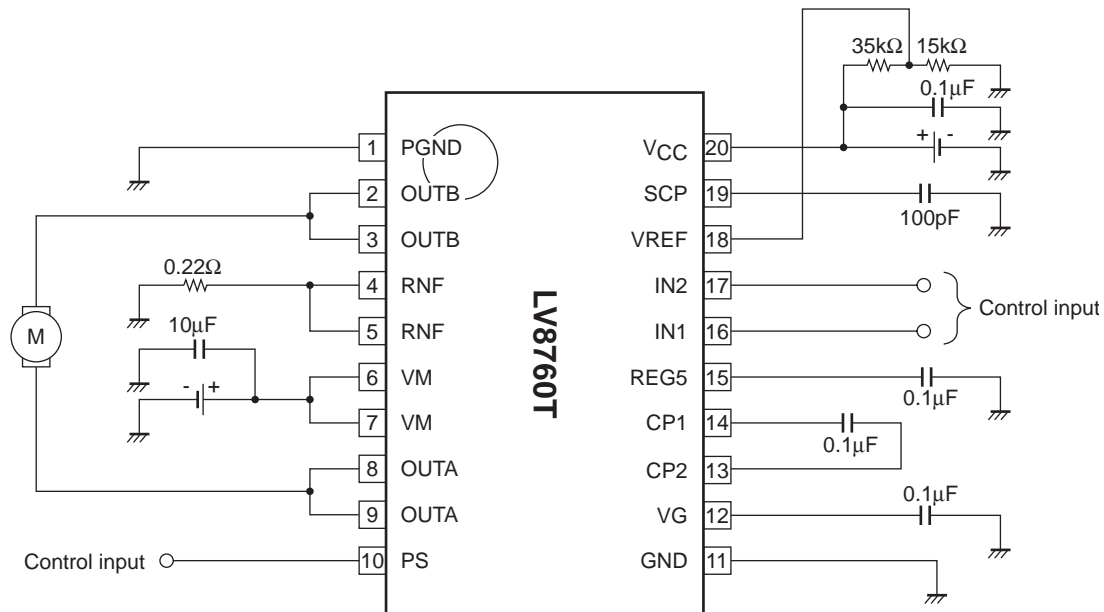 35kΩ 15kΩ
0.1μF
+ -
1 PGND VCC 20
2 OUTB SCP 19
100pF
3 OUTB VREF 18
0.22Ω
4 RNF IN2 17
Control input
10μF
5 RNF IN1 16
6 VM REG5 15
- +
0.1μF
7 VM CP1 14
0.1μF
8 OUTA CP2 13
0.1μF
9 OUTA VG 12
Control input 10 PS GND 11
M
LV8760T